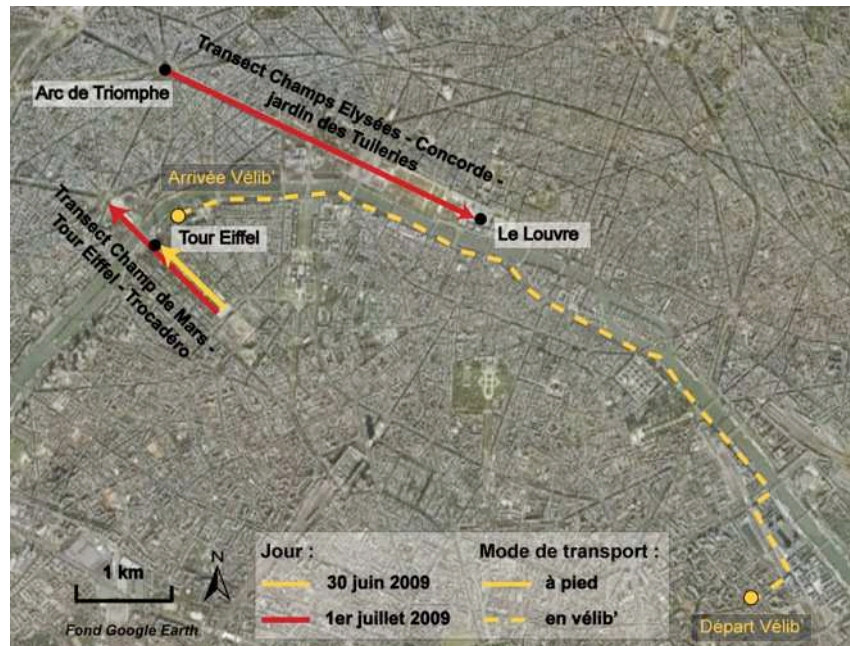 Arc de Triomphe
Transect Champs Elysées - Concorde -
jardin des Tuileries
Arrivée Vélib'
Tour Eiffel
Le Louvre
Transect Champ de Mars -
Tour Eiffel - Trocadéro
Départ Vélib'
1 km
N
Fond Google Earth
Jour :
30 juin 2009
1er juillet 2009
Mode de transport :
à pied
en vélib'